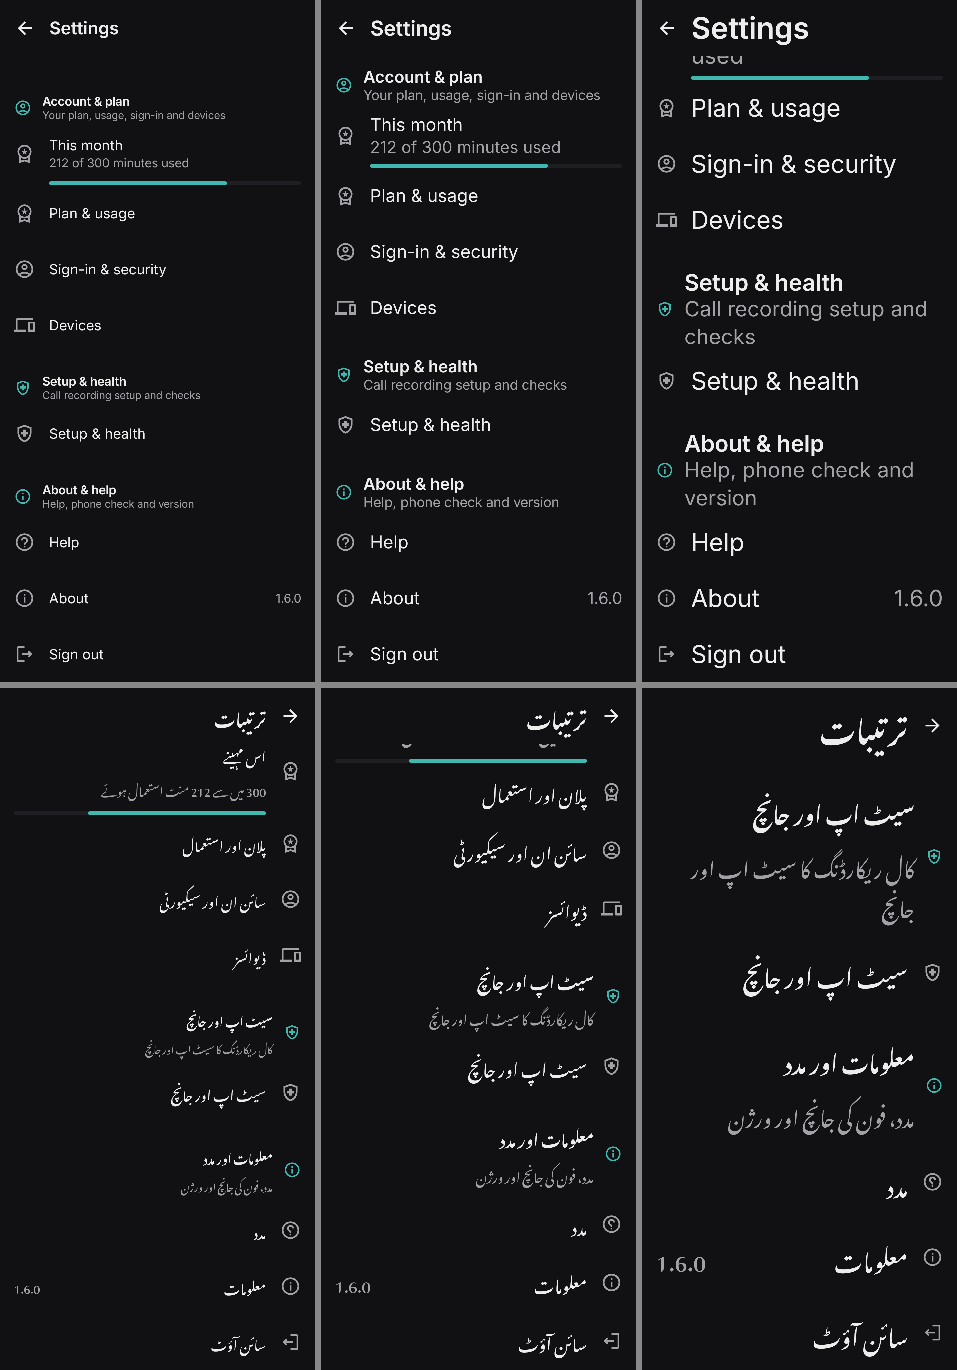 Settings
Account & plan
Your plan, usage, sign-in and devices
This month
212 of 300 minutes used
Plan & usage
Sign-in & security
Devices
Setup & health
Call recording setup and checks
Setup & health
About & help
Help, phone check and version
Help
About 1.6.0
Sign out
Settings
Account & plan
Your plan, usage, sign-in and devices
This month
212 of 300 minutes used
Plan & usage
Sign-in & security
Devices
Setup & health
Call recording setup and checks
Setup & health
About & help
Help, phone check and version
Help
About 1.6.0
Sign out
Settings
used
Plan & usage
Sign-in & security
Devices
Setup & health
Call recording setup and
checks
Setup & health
About & help
Help, phone check and
version
Help
About 1.6.0
Sign out
ترتیبات
اس مہینے
300 میں سے 212 منٹ استعمال ہوئے
پلان اور استعمال
سائن ان اور سیکیورٹی
ڈیوائسز
سیٹ اپ اور جانچ
کال ریکارڈنگ کا سیٹ اپ اور جانچ
سیٹ اپ اور جانچ
معلومات اور مدد
مدد، فون کی جانچ اور ورژن
مدد
معلومات 1.6.0
سائن آؤٹ
ترتیبات
پلان اور استعمال
سائن ان اور سیکیورٹی
ڈیوائسز
سیٹ اپ اور جانچ
کال ریکارڈنگ کا سیٹ اپ اور جانچ
سیٹ اپ اور جانچ
معلومات اور مدد
مدد، فون کی جانچ اور ورژن
مدد
معلومات 1.6.0
سائن آؤٹ
ترتیبات
سیٹ اپ اور جانچ
کال ریکارڈنگ کا سیٹ اپ اور
جانچ
سیٹ اپ اور جانچ
معلومات اور مدد
مدد، فون کی جانچ اور ورژن
مدد
معلومات 1.6.0
سائن آؤٹ